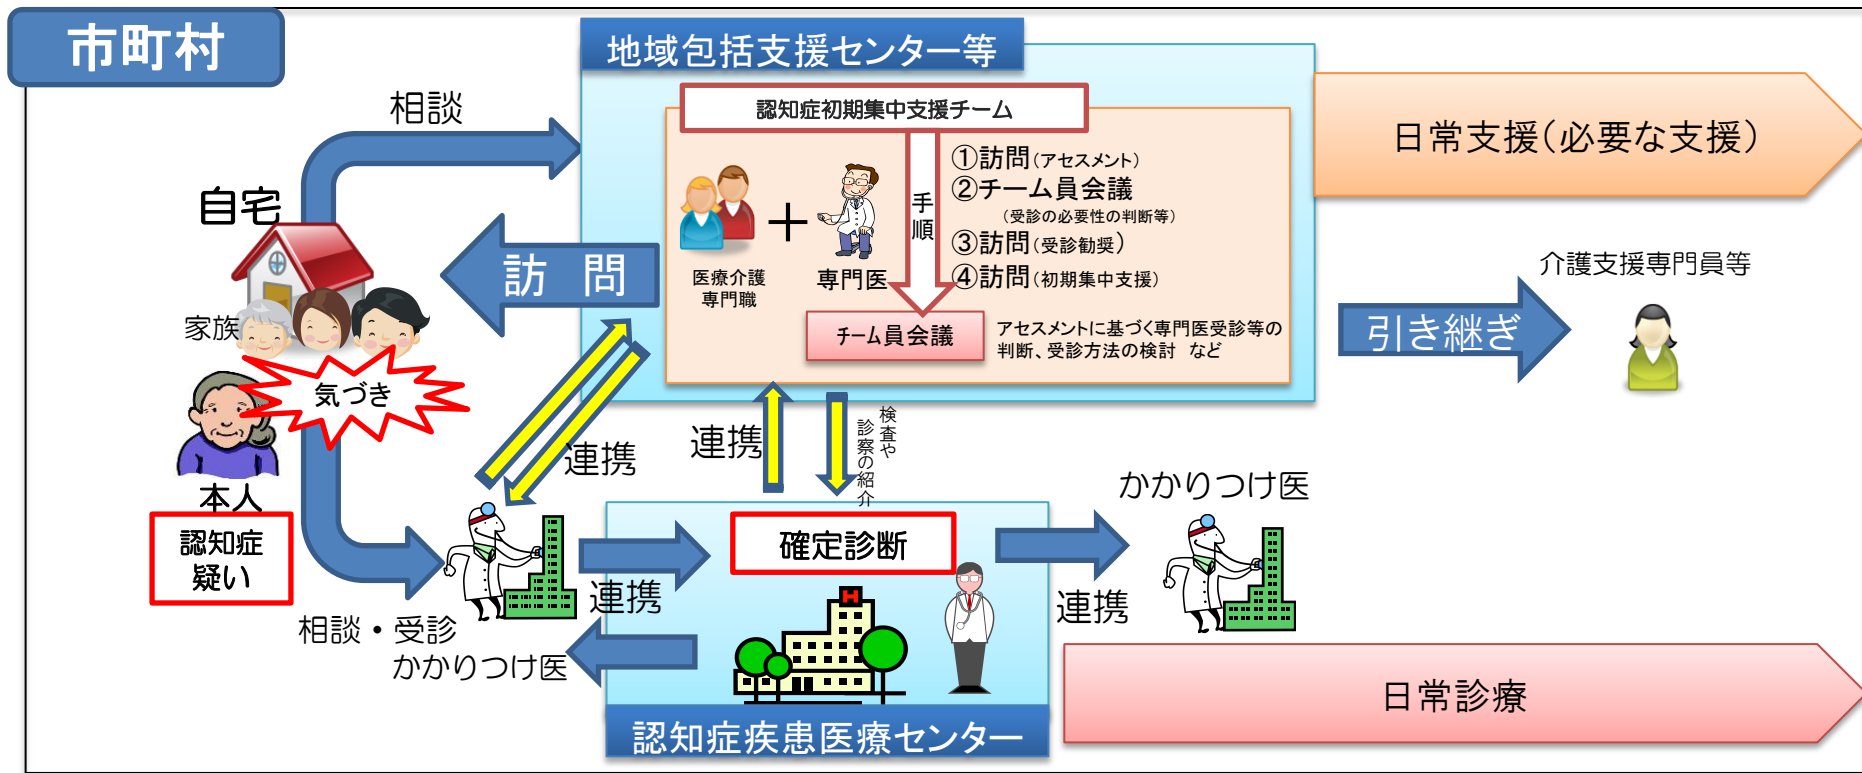 市町村
地域包括支援センター等
相談
認知症初期集中支援チーム
日常支援(必要な支援)
手順
①訪問(アセスメント)
②チーム員会議
(受診の必要性の判断等)
③訪問(受診勧奨)
④訪問(初期集中支援)
自宅
訪 問
医療介護
専門職
専門医
介護支援専門員等
家族
チーム員会議
アセスメントに基づく専門医受診等の
判断、受診方法の検討 など
引き継ぎ
気づき
連携
連携
検査や
診察の紹介
本人
認知症
疑い
かかりつけ医
確定診断
連携
連携
相談・受診
かかりつけ医
日常診療
認知症疾患医療センター